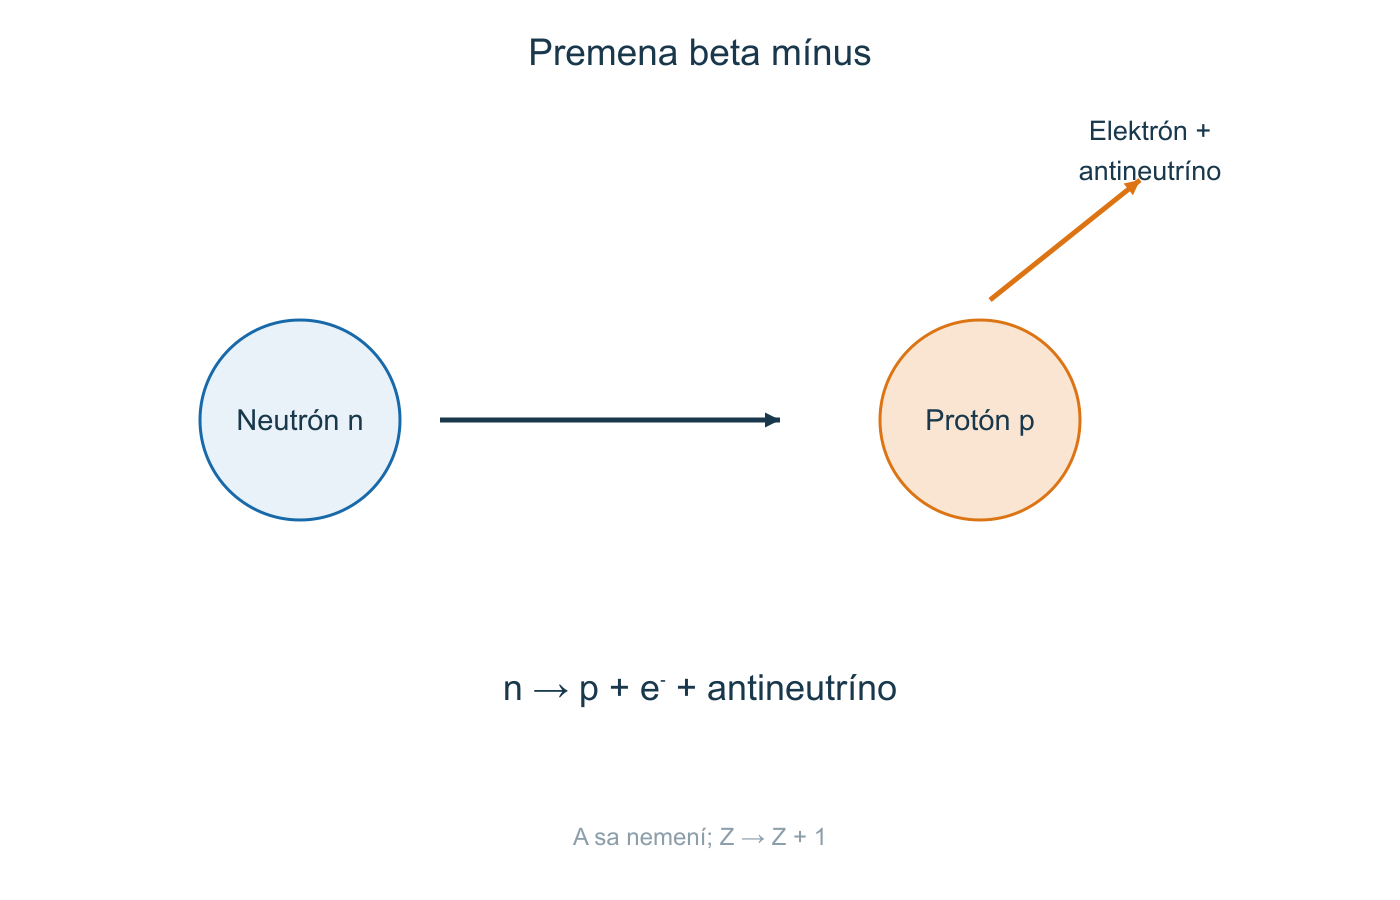 Premena beta mínus
Elektrón +
antineutríno
Neutrón n
Protón p
n → p + e⁻ + antineutríno
A sa nemení; Z → Z + 1